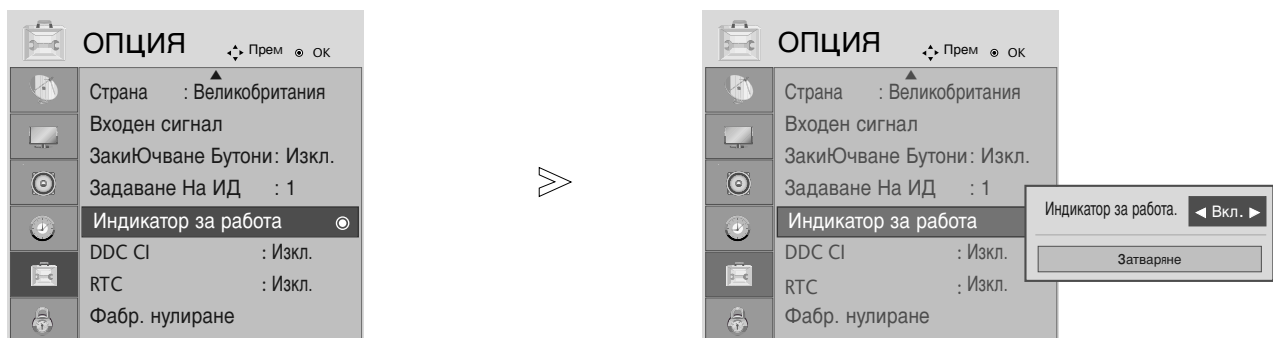 ОПЦИЯ Прем ОК
Страна : Великобритания
Входен сигнал
ЗакиЮчване Бутони: Изкл.
Задаване На ИД : 1
Индикатор за работа
DDC CI : Изкл.
RTC : Изкл.
Фабр. нулиране
ОПЦИЯ Прем ОК
Страна : Великобритания
Входен сигнал
ЗакиЮчване Бутони: Изкл.
Задаване На ИД : 1
Индикатор за работа
DDC CI : Изкл.
RTC : Изкл.
Фабр. нулиране
Индикатор за работа. ◄ Вкл. ►
Затваряне